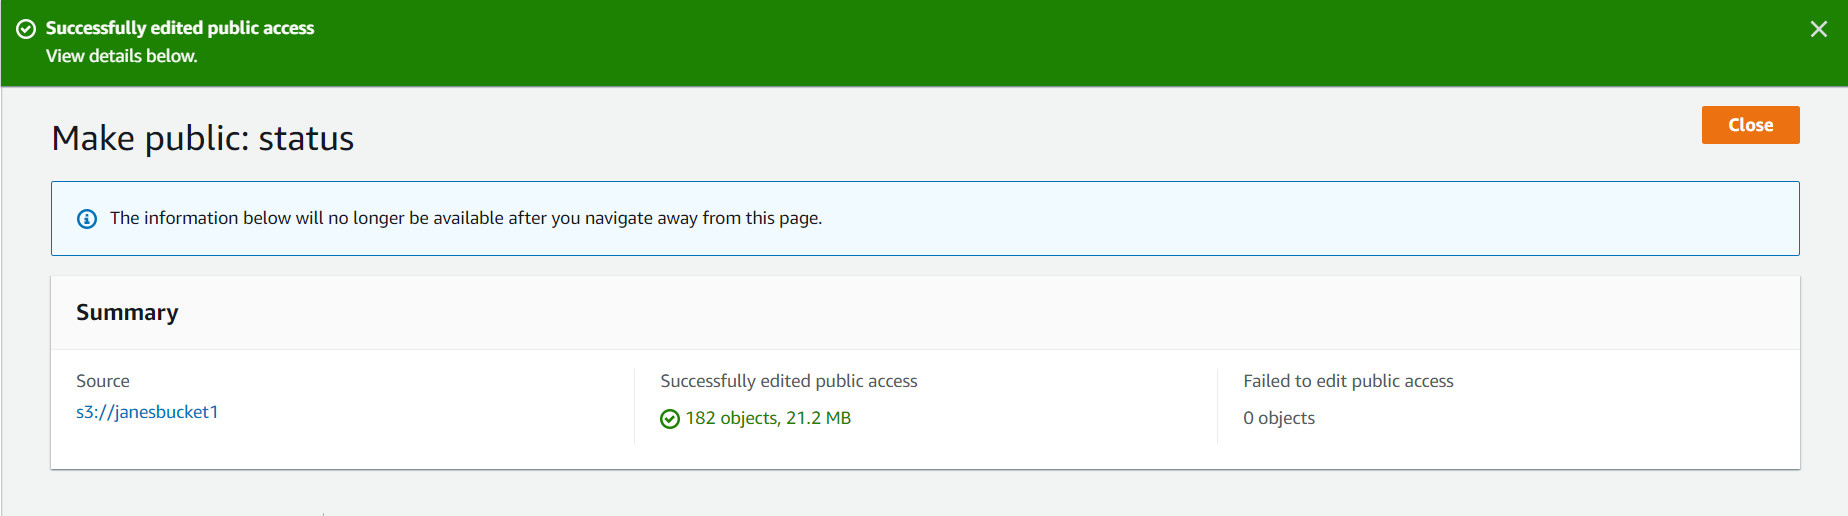 Successfully edited public access
View details below.
Make public: status
Close
The information below will no longer be available after you navigate away from this page.
Summary
Source
s3://janesbucket1
Successfully edited public access
182 objects, 21.2 MB
Failed to edit public access
0 objects